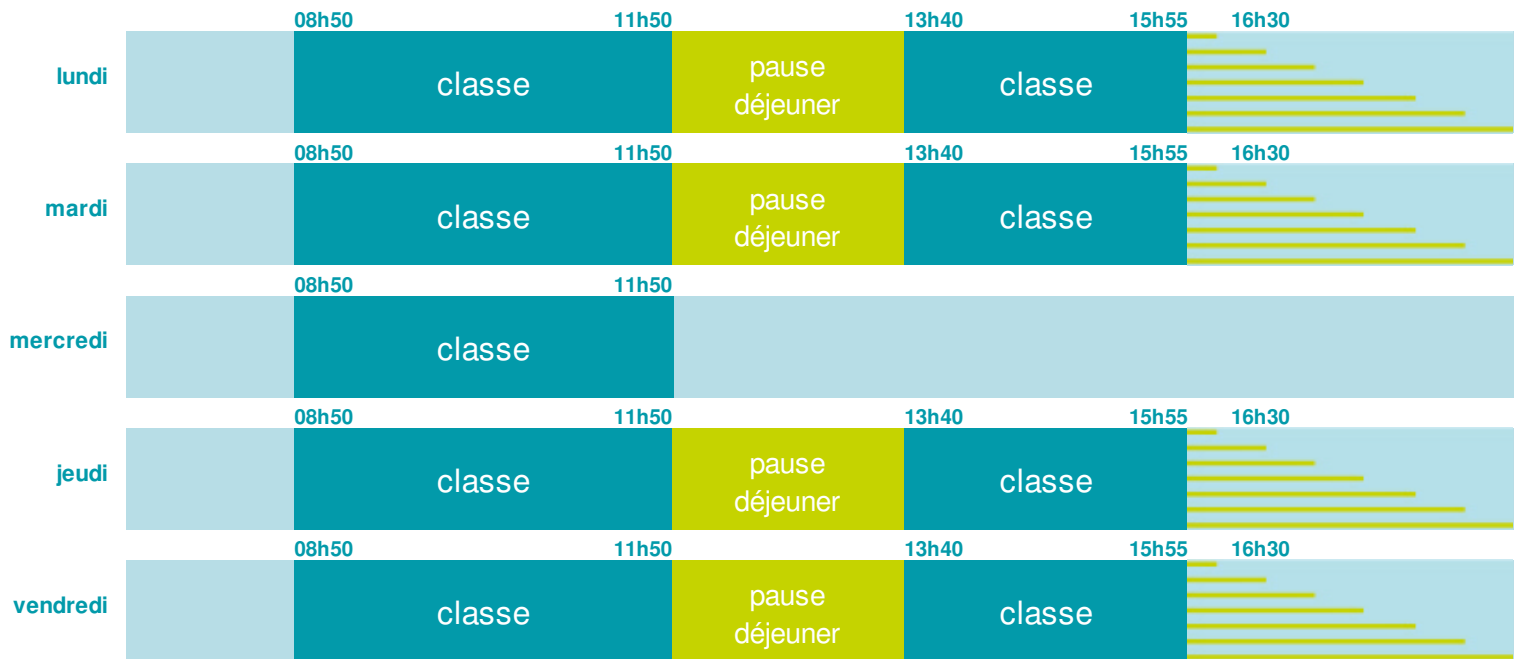 08h50 11h50 13h40 15h55 16h30
lundi classe pause déjeuner classe
08h50 11h50 13h40 15h55 16h30
mardi classe pause déjeuner classe
08h50 11h50
mercredi classe
08h50 11h50 13h40 15h55 16h30
jeudi classe pause déjeuner classe
08h50 11h50 13h40 15h55 16h30
vendredi classe pause déjeuner classe